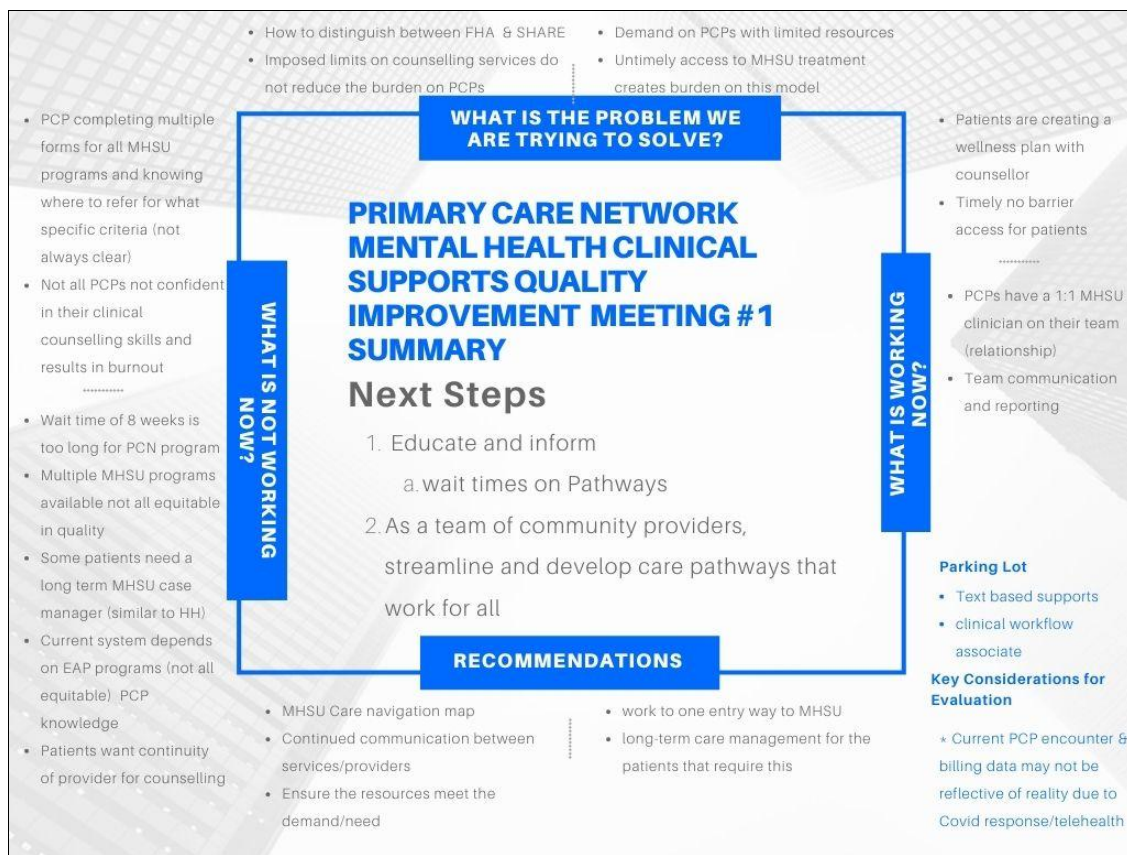 • How to distinguish between FHA & SHARE
• Imposed limits on counselling services do
not reduce the burden on PCPs
• Demand on PCPs with limited resources
• Untimely access to MHSU treatment
creates burden on this model
WHAT IS THE PROBLEM WE
ARE TRYING TO SOLVE?
• PCP completing multiple
forms for all MHSU
programs and knowing
where to refer for what
specific criteria (not
always clear)
• Not all PCPs not confident
in their clinical
counselling skills and
results in burnout
• Wait time of 8 weeks is
too long for PCN program
• Multiple MHSU programs
available not all equitable
in quality
• Some patients need a
long term MHSU case
manager (similar to HH)
• Current system depends
on EAP programs (not all
equitable) PCP
knowledge
• Patients want continuity
of provider for counselling
WHAT IS NOT WORKING
NOW?
PRIMARY CARE NETWORK
MENTAL HEALTH CLINICAL
SUPPORTS QUALITY
IMPROVEMENT MEETING #1
SUMMARY
Next Steps
1. Educate and inform
a. wait times on Pathways
2. As a team of community providers,
streamline and develop care pathways that
work for all
WHAT IS WORKING
NOW?
• Patients are creating a
wellness plan with
counsellor
• Timely no barrier
access for patients
• PCPs have a 1:1 MHSU
clinician on their team
(relationship)
• Team communication
and reporting
RECOMMENDATIONS
• MHSU Care navigation map
• Continued communication between
services/providers
• Ensure the resources meet the
demand/need
• work to one entry way to MHSU
• long-term care management for the
patients that require this
Parking Lot
• Text based supports
• clinical workflow
associate
Key Considerations for
Evaluation
* Current PCP encounter &
billing data may not be
reflective of reality due to
Covid response/telehealth